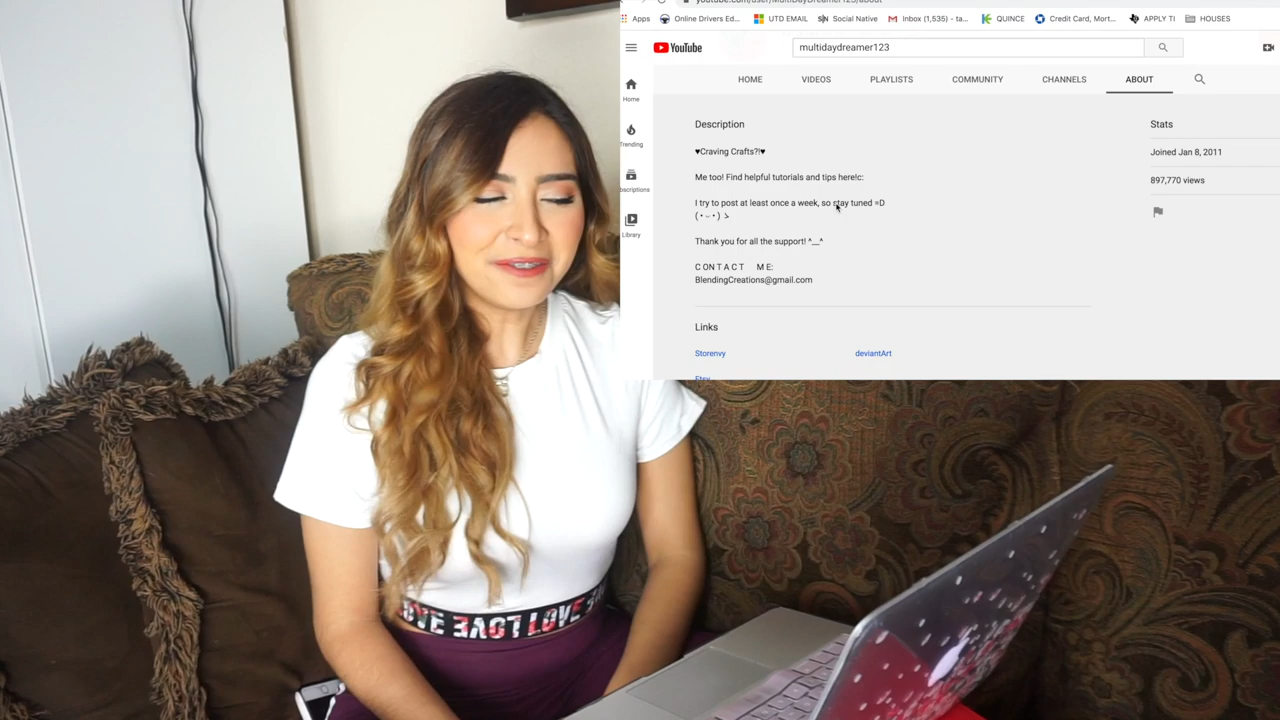 Apps Online Drivers Ed... UTD EMAIL Social Native Inbox (1,535) - ta... QUINCE Credit Card, Mort... APPLY TI HOUSES
YouTube
multidaydreamer123
HOME VIDEOS PLAYLISTS COMMUNITY CHANNELS ABOUT
Home
Trending
bscriptions
Library
Description
♥Craving Crafts?!♥
Me too! Find helpful tutorials and tips here!c:
I try to post at least once a week, so stay tuned =D
Thank you for all the support! ^__^
C O N T A C T M E:
BlendingCreations@gmail.com
Stats
Joined Jan 8, 2011
897,770 views
Links
Storenvy deviantArt
Etsy
LOVE LOVE